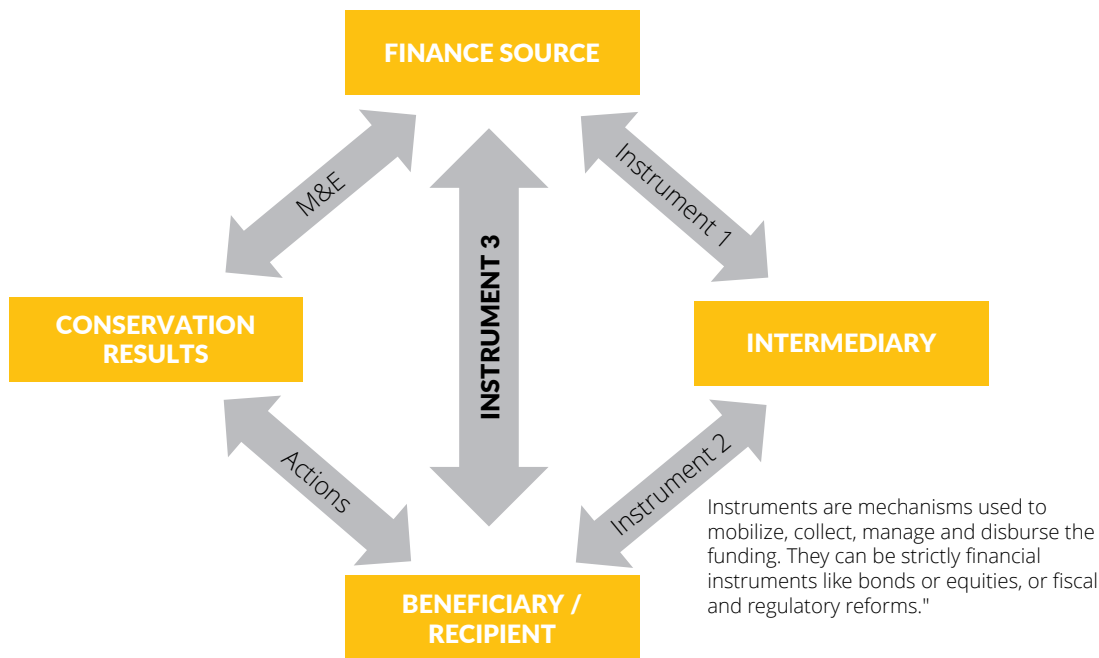 FINANCE SOURCE
M&E
Instrument 1
INSTRUMENT 3
CONSERVATION
RESULTS
INTERMEDIARY
Actions
Instrument 2
Instruments are mechanisms used to
mobilize, collect, manage and disburse the
funding. They can be strictly financial
instruments like bonds or equities, or fiscal
and regulatory reforms."
BENEFICIARY /
RECIPIENT